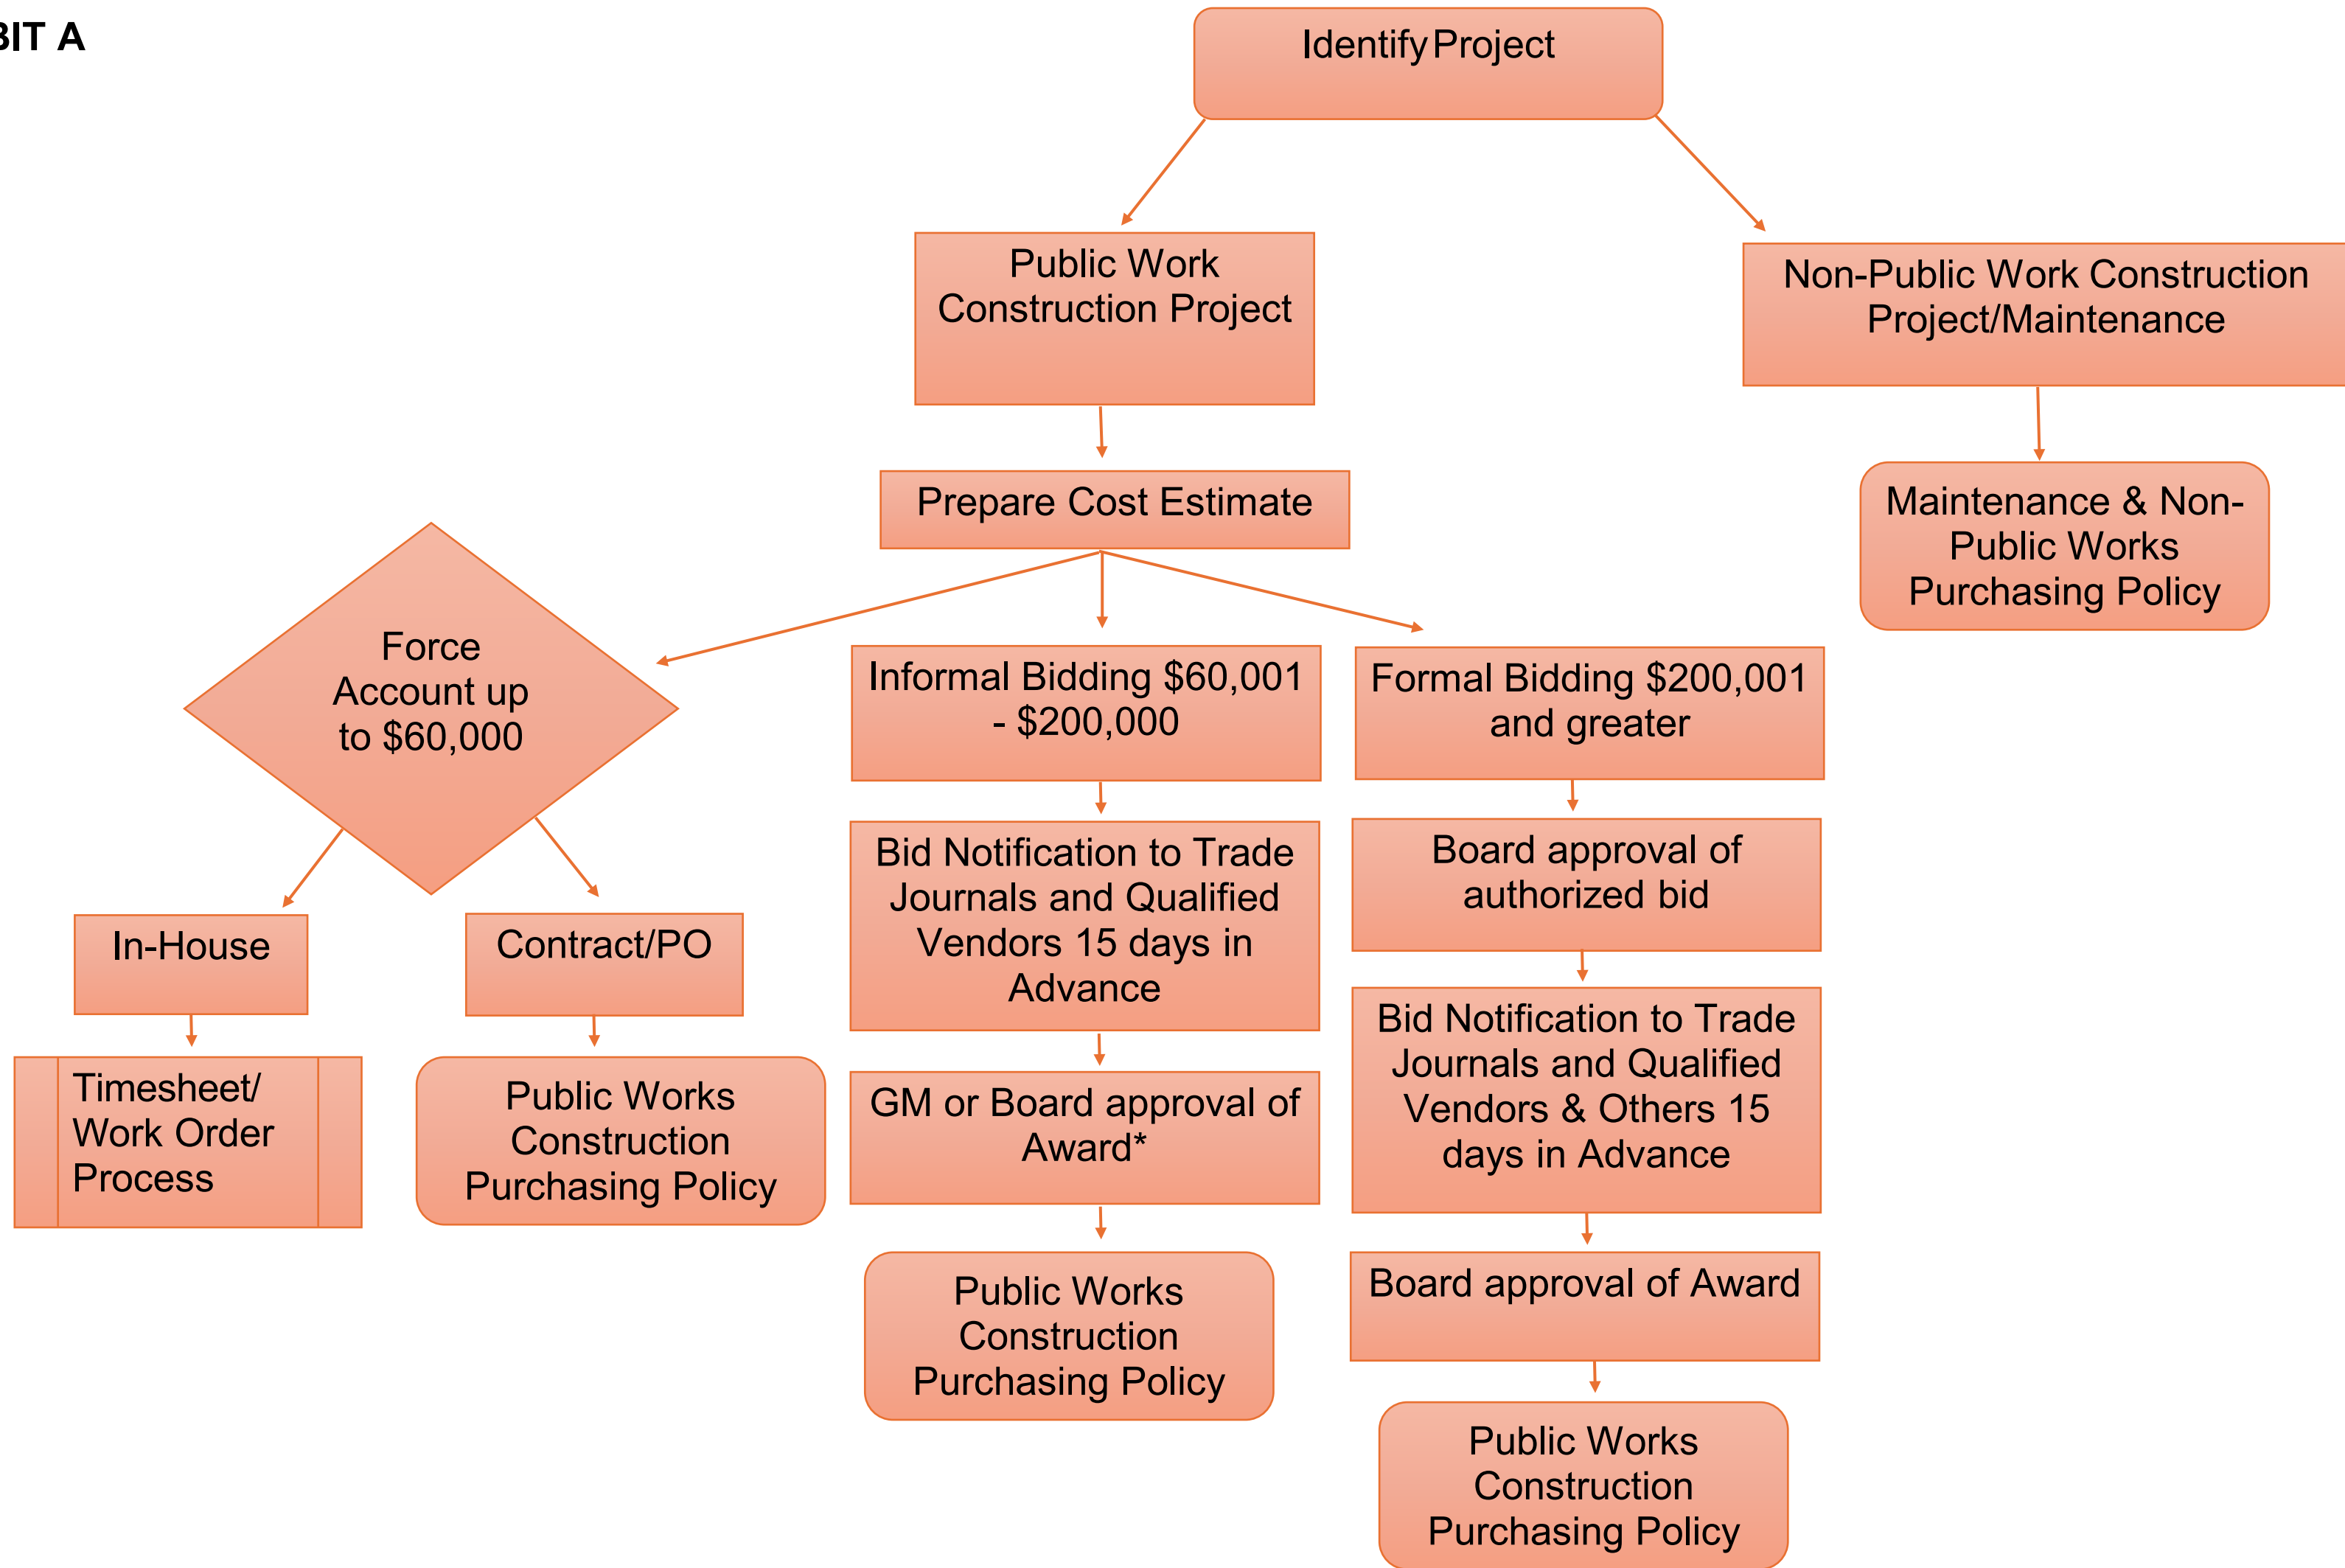 BIT A
Identify Project
Public Work
Construction Project
Non-Public Work Construction
Project/Maintenance
Prepare Cost Estimate
Maintenance & Non-
Public Works
Purchasing Policy
Force
Account up
to $60,000
Informal Bidding $60,001
- $200,000
Formal Bidding $200,001
and greater
In-House
Contract/PO
Bid Notification to Trade
Journals and Qualified
Vendors 15 days in
Advance
Board approval of
authorized bid
Timesheet/
Work Order
Process
Public Works
Construction
Purchasing Policy
GM or Board approval of
Award*
Bid Notification to Trade
Journals and Qualified
Vendors & Others 15
days in Advance
Public Works
Construction
Purchasing Policy
Board approval of Award
Public Works
Construction
Purchasing Policy